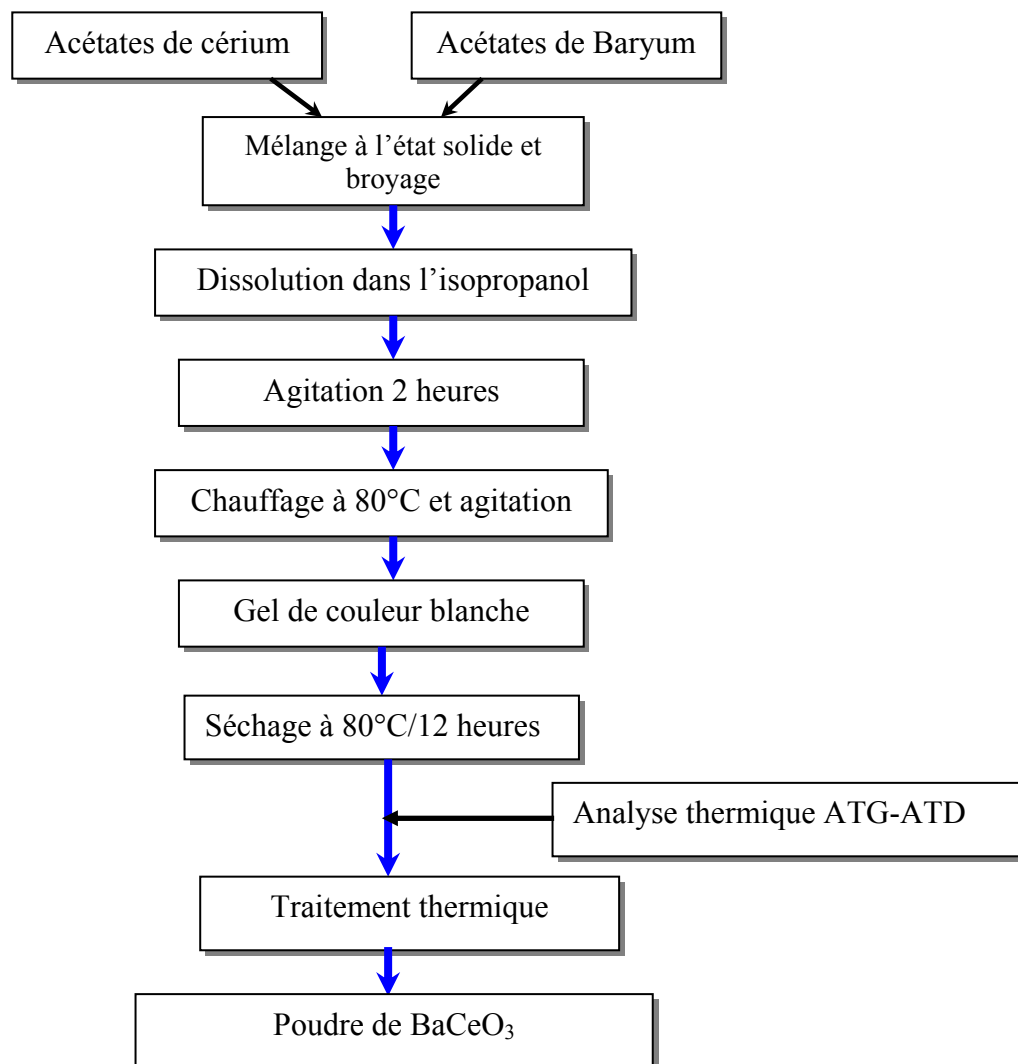 Acétates de cérium
Acétates de Baryum
Mélange à l’état solide et
broyage
Dissolution dans l’isopropanol
Agitation 2 heures
Chauffage à 80°C et agitation
Gel de couleur blanche
Séchage à 80°C/12 heures
Analyse thermique ATG-ATD
Traitement thermique
Poudre de BaCeO₃